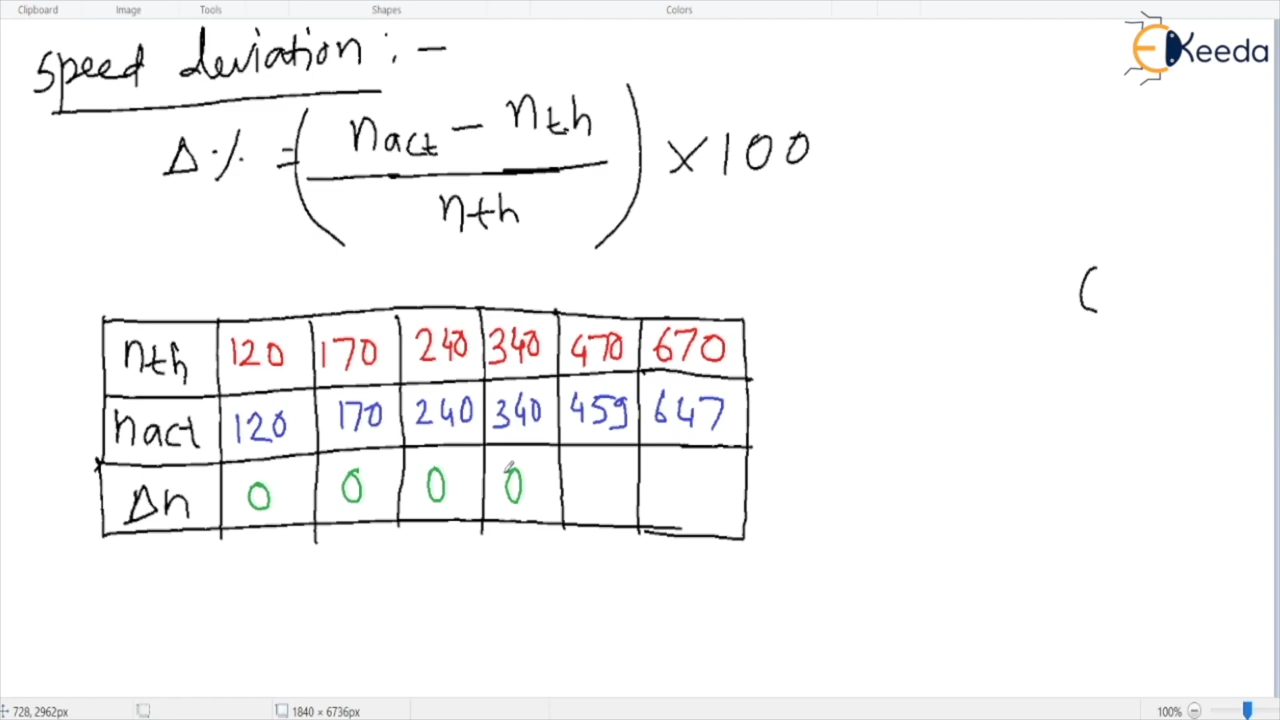 Clipboard Image Tools Shapes Colors
EKeeda
speed deviation :-
Δ% = ( nact - nth / nth ) × 100
(
nth 120 170 240 340 470 670
nact 120 170 240 340 459 647
Δn 0 0 0 0
728, 2962px 1840 × 6736px 100%